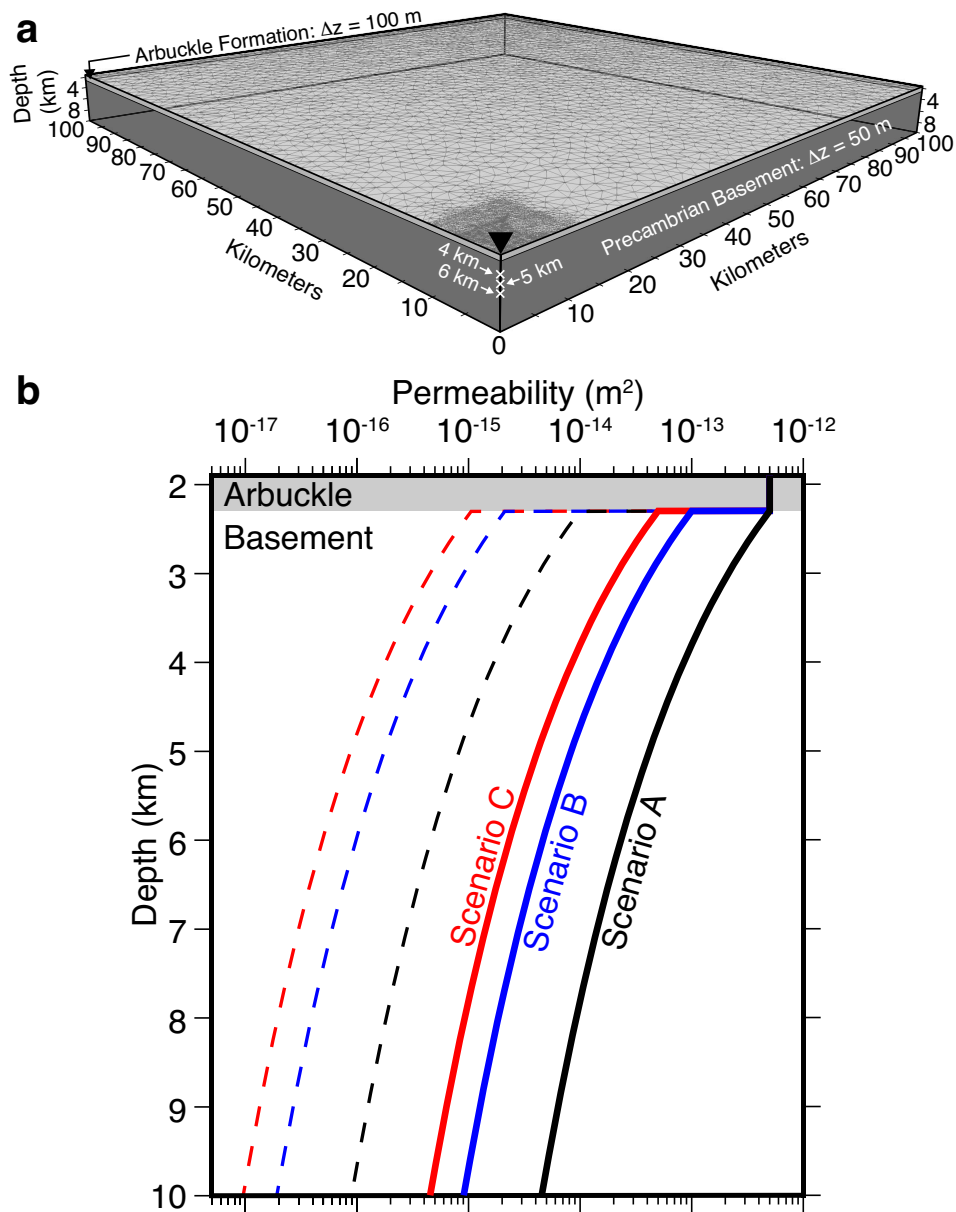 a
Arbuckle Formation: Δz = 100 m
Depth
(km)
4
8
100
90
80
70
60
50
40
30
20
10
Kilometers
0
4 km
6 km
5 km
Precambrian Basement: Δz = 50 m
4
8
100
90
80
70
60
50
40
30
20
10
Kilometers
b
Permeability (m²)
10⁻¹⁷ 10⁻¹⁶ 10⁻¹⁵ 10⁻¹⁴ 10⁻¹³ 10⁻¹²
Arbuckle
Basement
Depth (km)
2
3
4
5
6
7
8
9
10
Scenario C
Scenario B
Scenario A